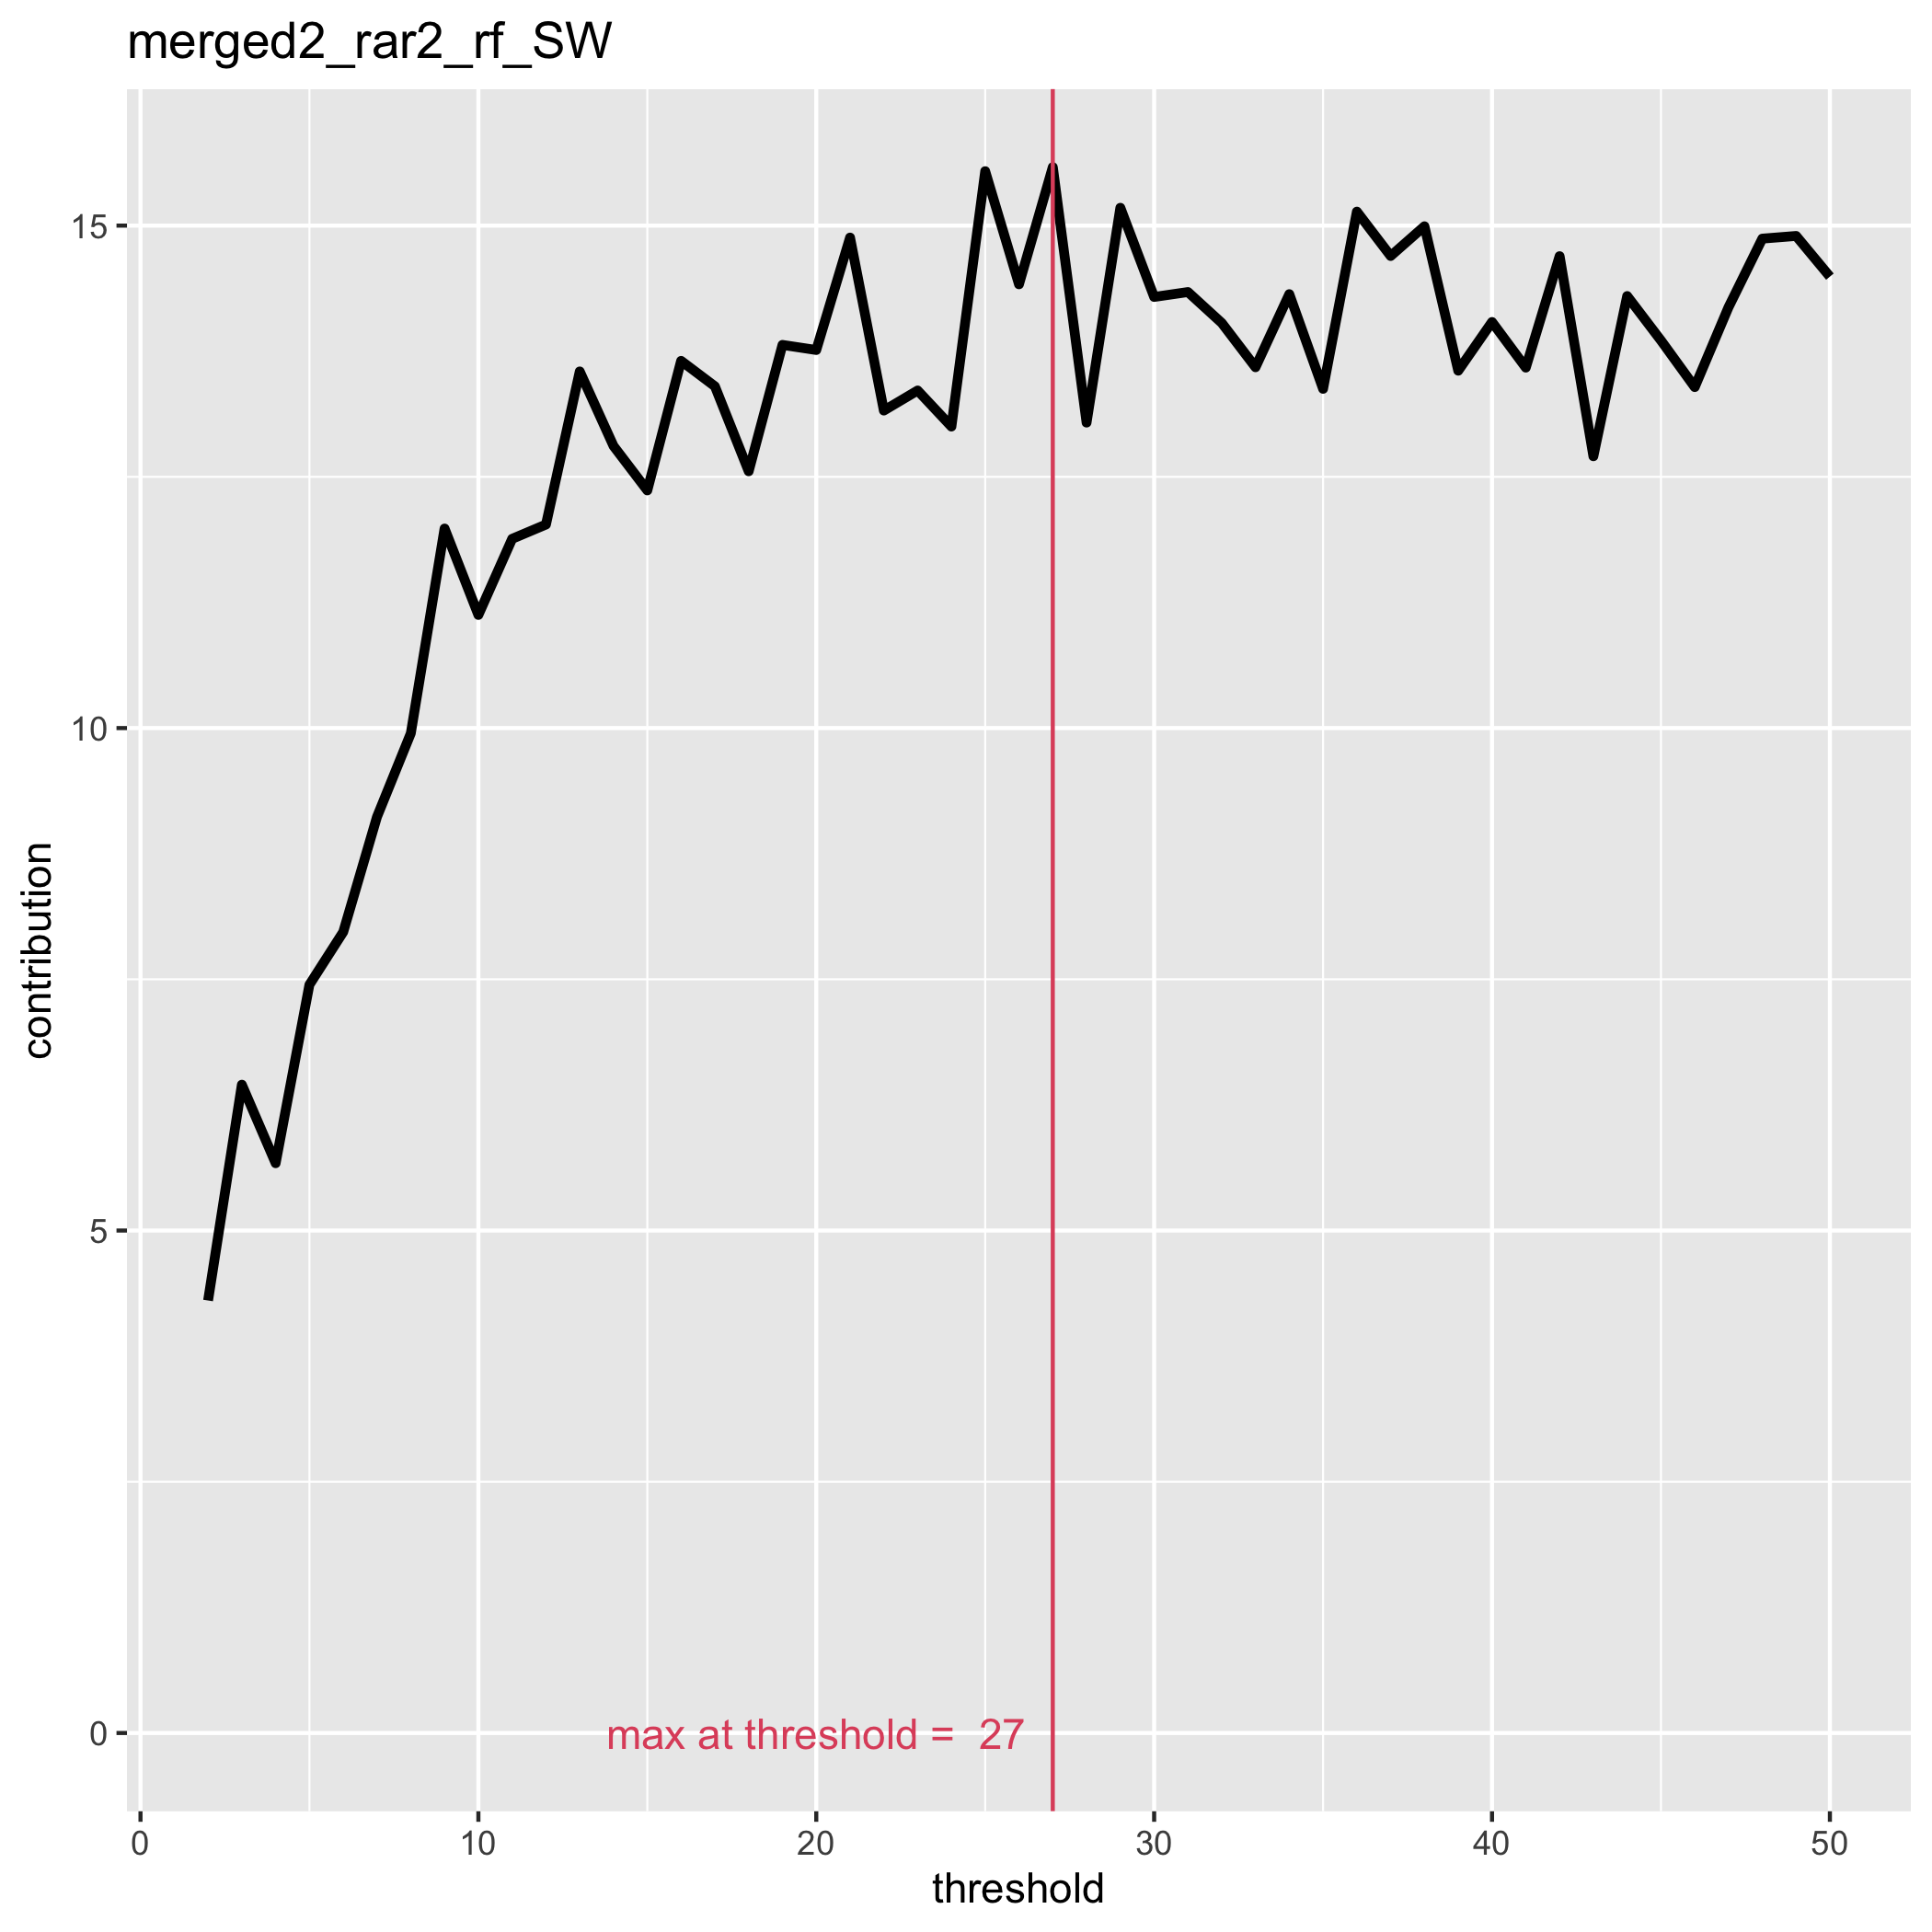 merged2_rar2_rf_SW
15
10
5
0
contribution
max at threshold =  27
0 10 20 30 40 50
threshold